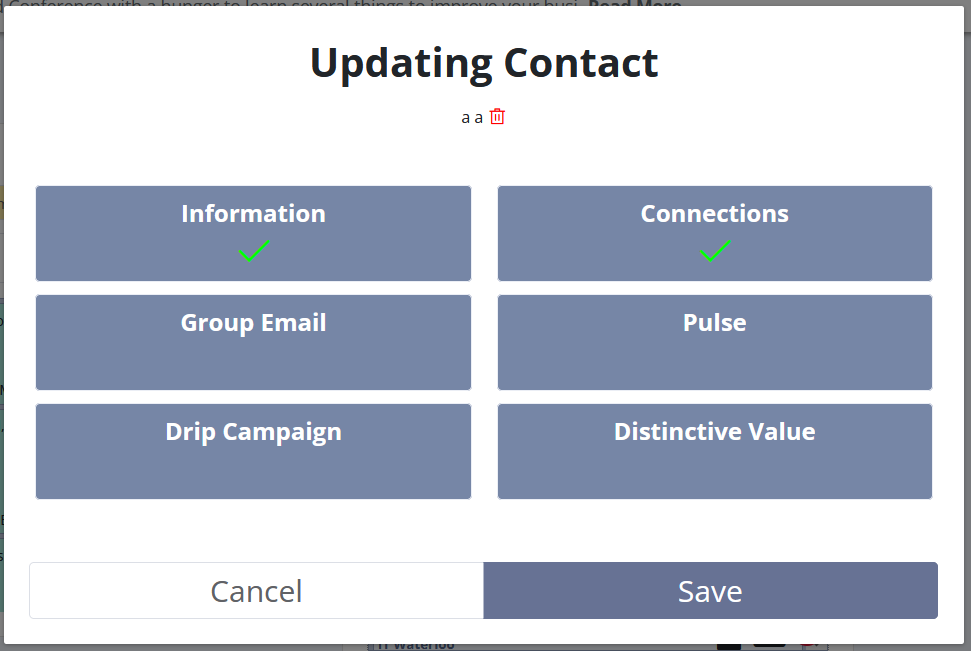 Conference with a hunger to learn several things to improve your busi Read More
Updating Contact
a a
Information
Connections
Group Email
Pulse
Drip Campaign
Distinctive Value
Cancel
Save
Waterloo